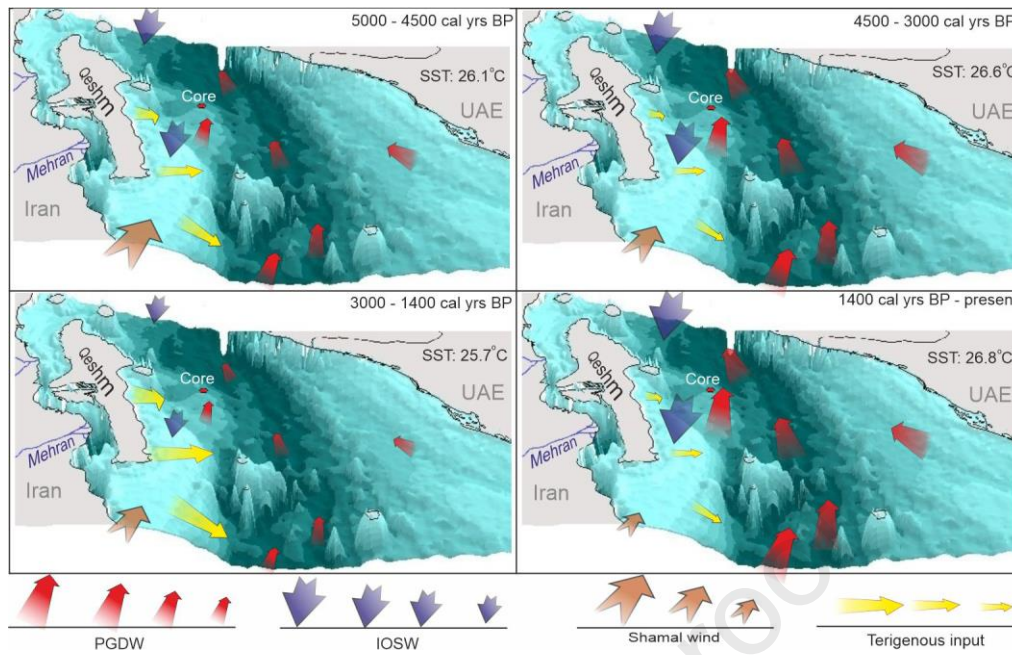 5000 - 4500 cal yrs BP
SST: 26.1°C
UAE
Qeshm
Core
Mehran
Iran
4500 - 3000 cal yrs BP
SST: 26.6°C
UAE
Qeshm
Core
Mehran
Iran
3000 - 1400 cal yrs BP
SST: 25.7°C
UAE
Qeshm
Core
Mehran
Iran
1400 cal yrs BP - present
SST: 26.8°C
UAE
Qeshm
Core
Mehran
Iran
PGDW
IOSW
Shamal wind
Terigenous input